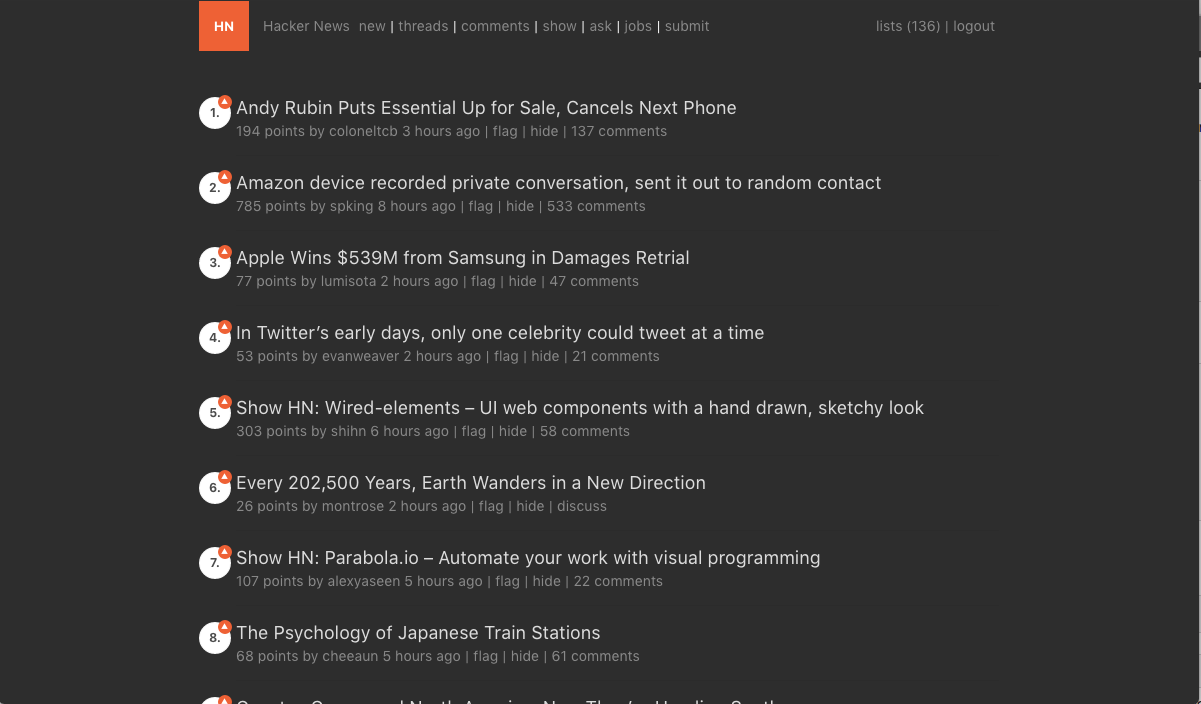 HN Hacker News new | threads | comments | show | ask | jobs | submit lists (136) | logout
1. Andy Rubin Puts Essential Up for Sale, Cancels Next Phone
194 points by coloneltcb 3 hours ago | flag | hide | 137 comments
2. Amazon device recorded private conversation, sent it out to random contact
785 points by spking 8 hours ago | flag | hide | 533 comments
3. Apple Wins $539M from Samsung in Damages Retrial
77 points by lumisota 2 hours ago | flag | hide | 47 comments
4. In Twitter’s early days, only one celebrity could tweet at a time
53 points by evanweaver 2 hours ago | flag | hide | 21 comments
5. Show HN: Wired-elements – UI web components with a hand drawn, sketchy look
303 points by shihn 6 hours ago | flag | hide | 58 comments
6. Every 202,500 Years, Earth Wanders in a New Direction
26 points by montrose 2 hours ago | flag | hide | discuss
7. Show HN: Parabola.io – Automate your work with visual programming
107 points by alexyaseen 5 hours ago | flag | hide | 22 comments
8. The Psychology of Japanese Train Stations
68 points by cheeaun 5 hours ago | flag | hide | 61 comments